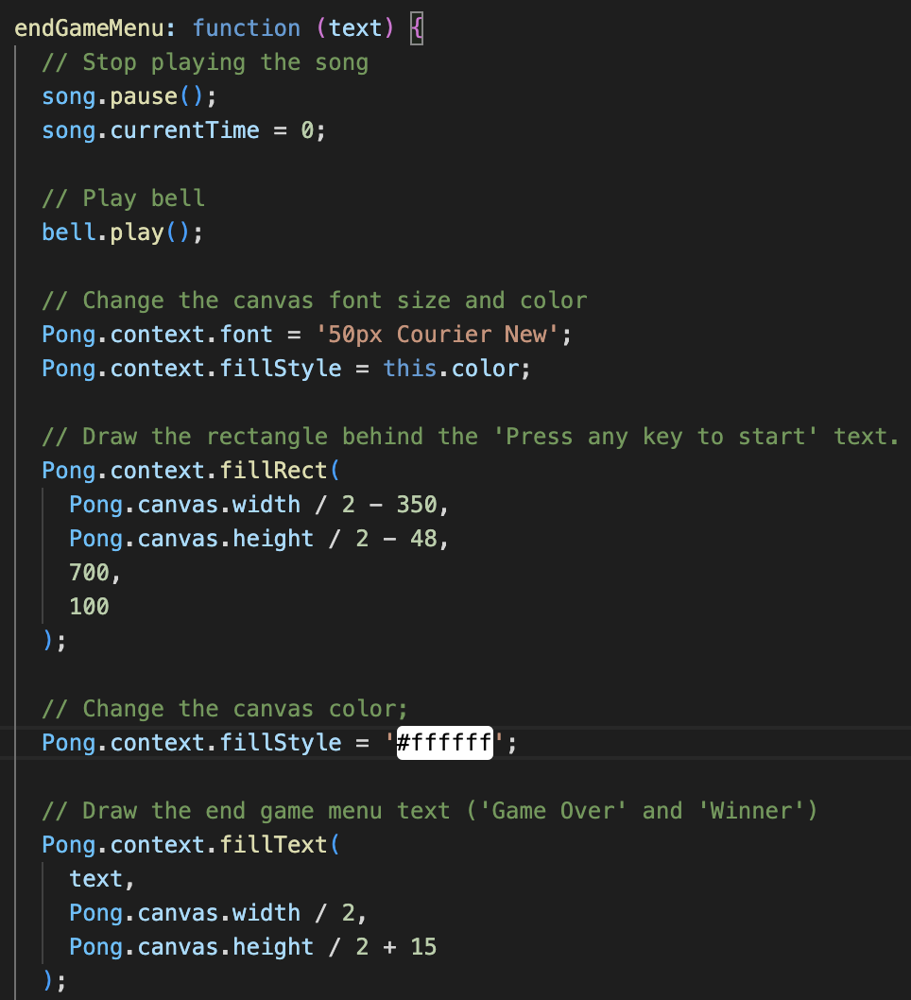 endGameMenu: function (text) {
  // Stop playing the song
  song.pause();
  song.currentTime = 0;

  // Play bell
  bell.play();

  // Change the canvas font size and color
  Pong.context.font = '50px Courier New';
  Pong.context.fillStyle = this.color;

  // Draw the rectangle behind the 'Press any key to start' text.
  Pong.context.fillRect(
    Pong.canvas.width / 2 - 350,
    Pong.canvas.height / 2 - 48,
    700,
    100
  );

  // Change the canvas color;
  Pong.context.fillStyle = '#ffffff';

  // Draw the end game menu text ('Game Over' and 'Winner')
  Pong.context.fillText(
    text,
    Pong.canvas.width / 2,
    Pong.canvas.height / 2 + 15
  );